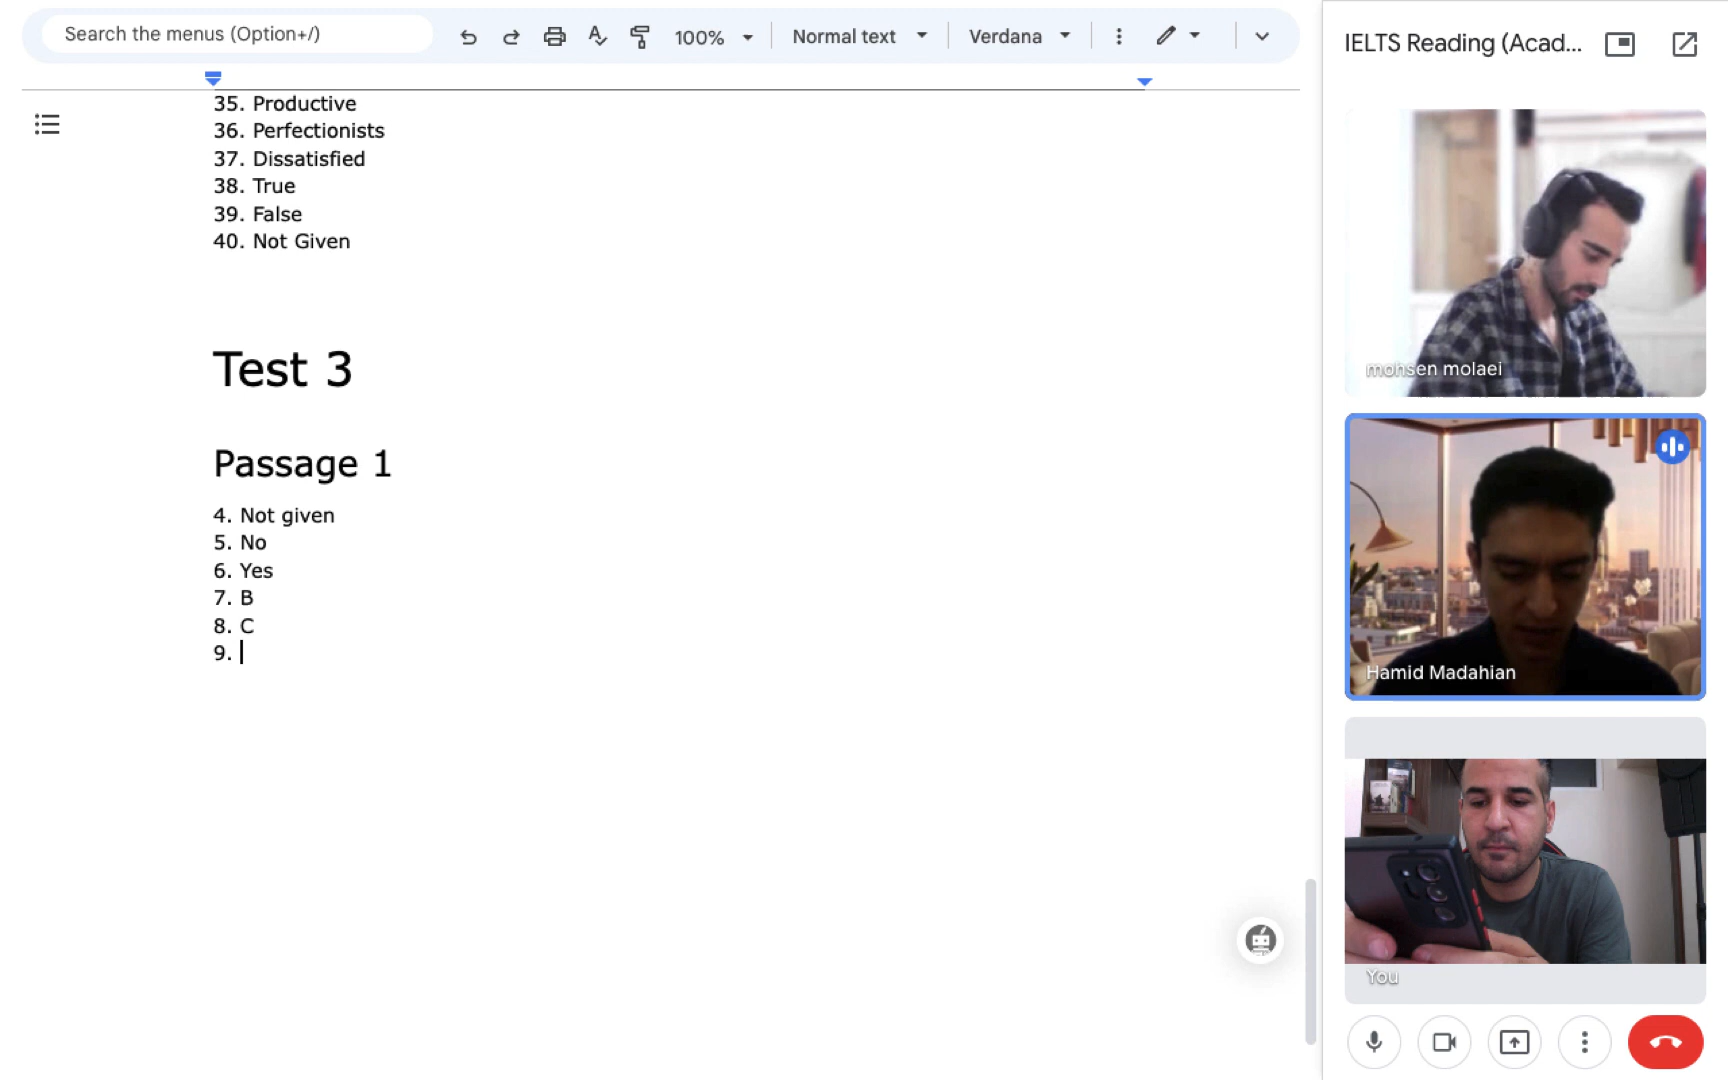 Search the menus (Option+/)
100%
Normal text
Verdana
IELTS Reading (Acad...
35. Productive
36. Perfectionists
37. Dissatisfied
38. True
39. False
40. Not Given
Test 3
Passage 1
4. Not given
5. No
6. Yes
7. B
8. C
9.
mohsen molaei
Hamid Madahian
You